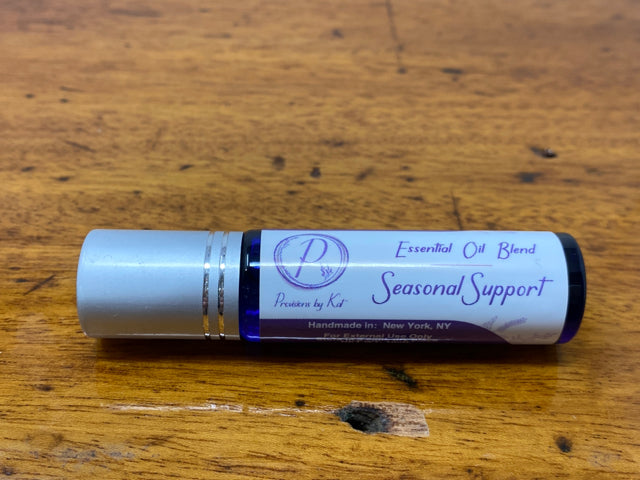 P
Provisions by Kat
Essential Oil Blend
Seasonal Support
Handmade in: New York, NY
For External Use Only